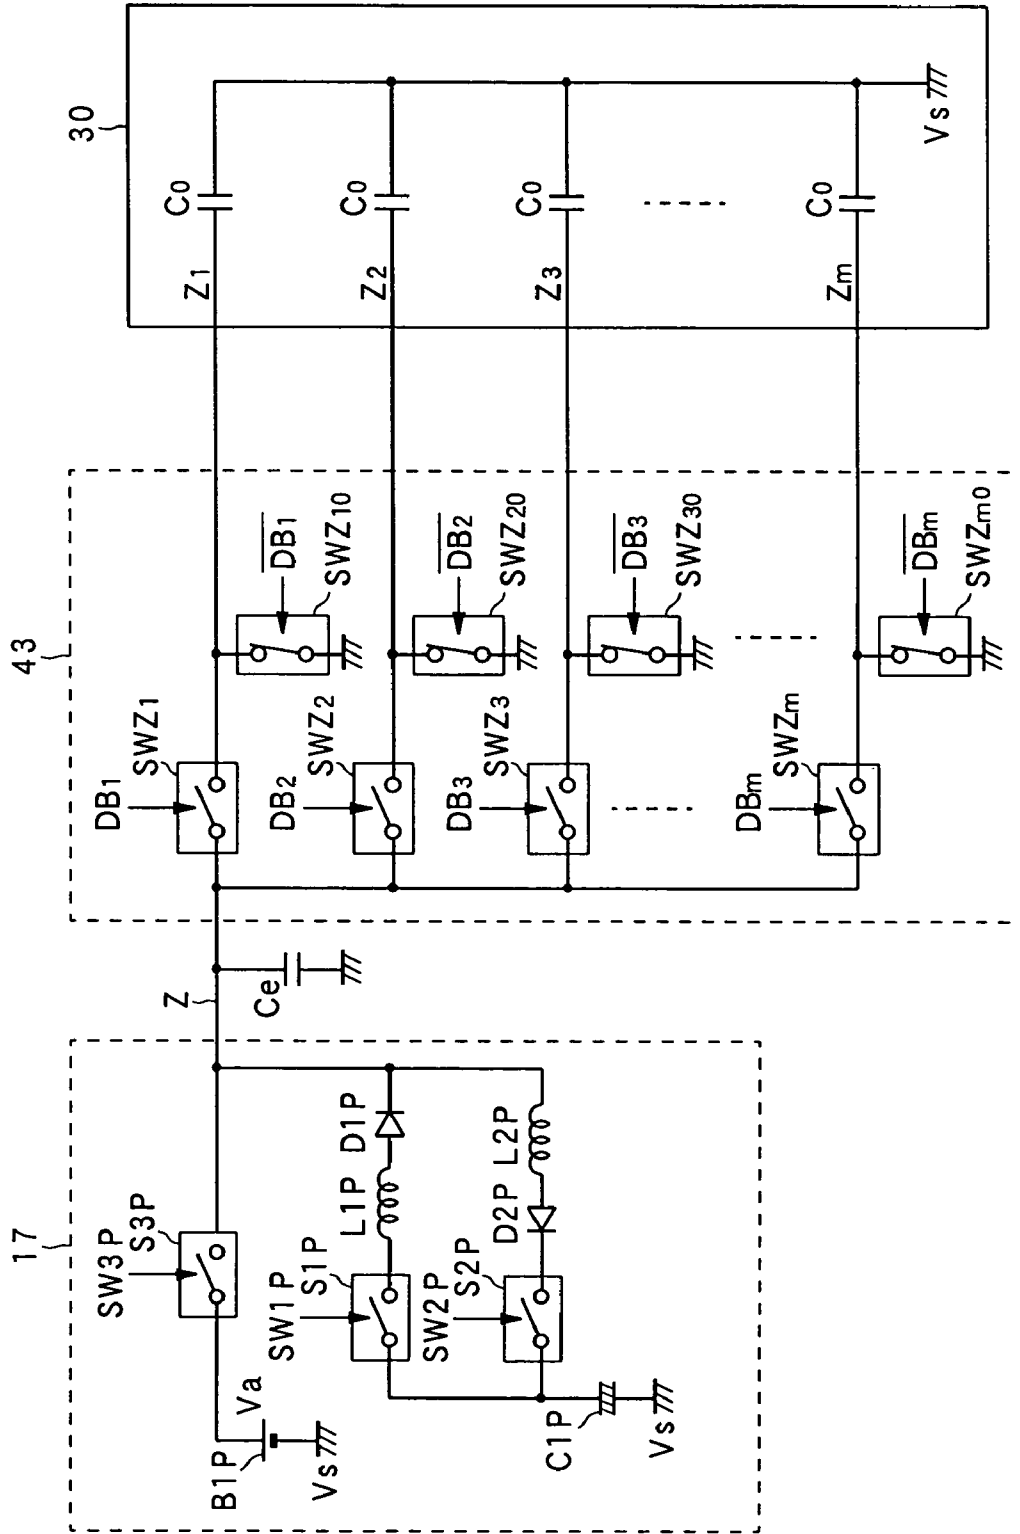 17
43
30
SW3P
S3P
B1P
Va
Vs
SW1P
S1P
L1P
D1P
SW2P
S2P
D2P
L2P
C1P
Vs
Z
Ce
DB1
SWZ1
DB1
SWZ10
Z1
C0
DB2
SWZ2
DB2
SWZ20
Z2
C0
DB3
SWZ3
DB3
SWZ30
Z3
C0
DBm
SWZm
DBm
SWZm0
Zm
C0
Vs